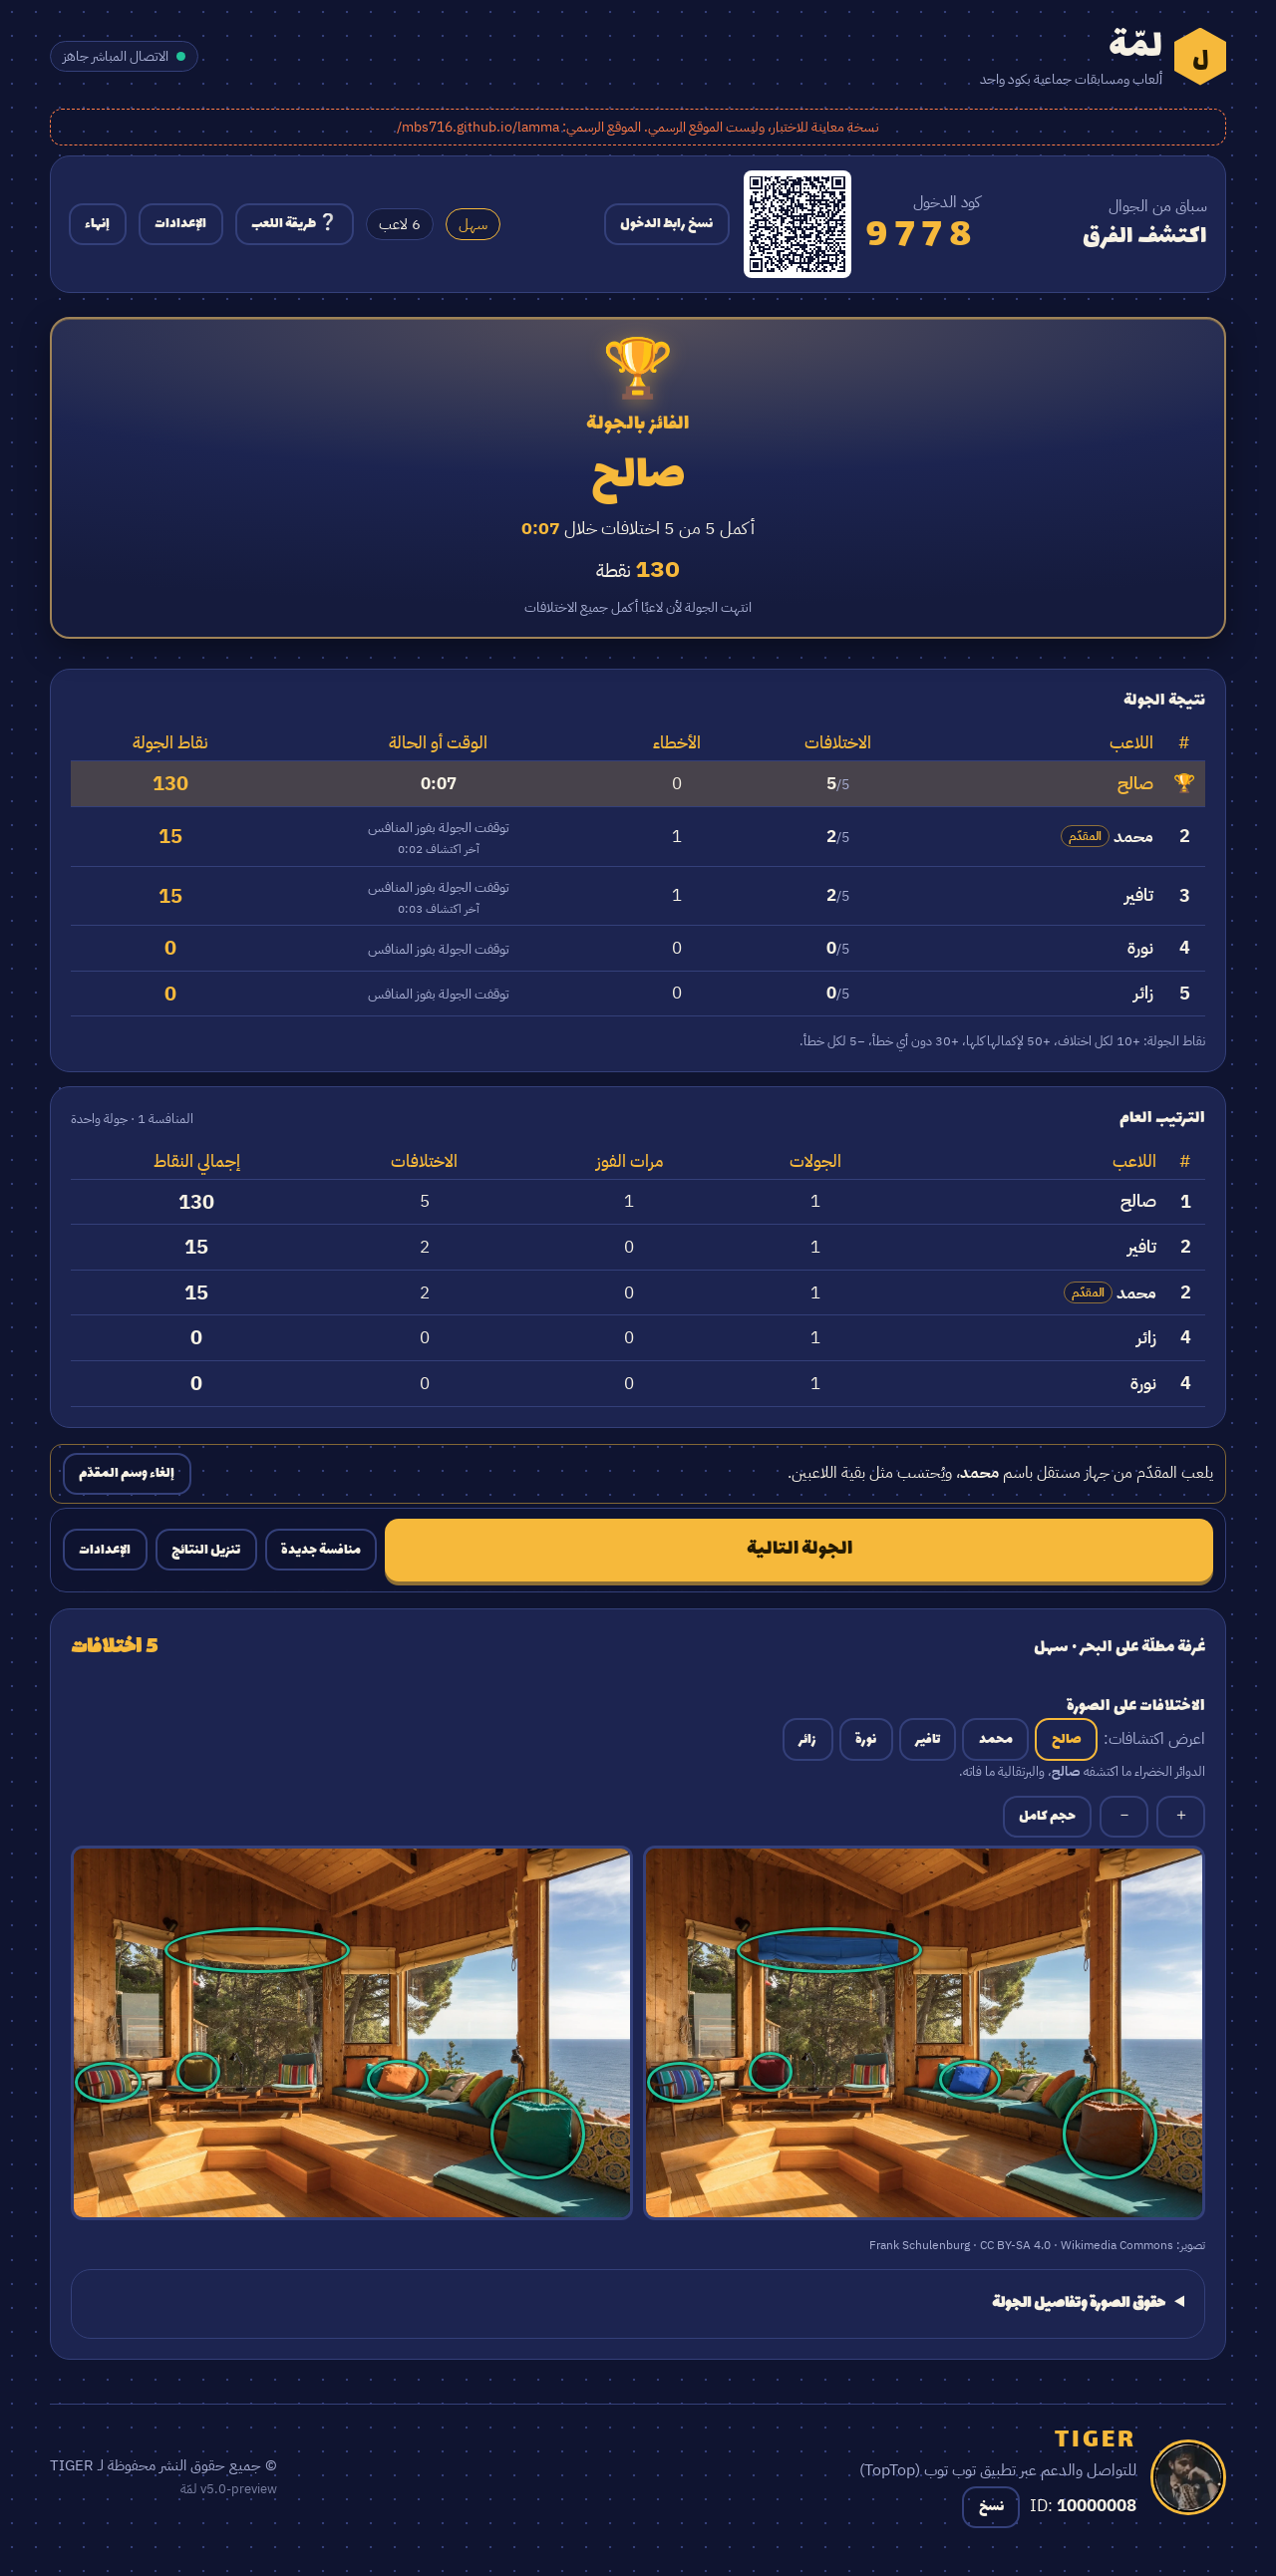 ل
لمّة
ألعاب ومسابقات جماعية بكود واحد
الاتصال المباشر جاهز
نسخة معاينة للاختبار، وليست الموقع الرسمي. الموقع الرسمي: mbs716.github.io/lamma/
سباق من الجوال
اكتشف الفرق
كود الدخول
9778
نسخ رابط الدخول
سهل
6 لاعب
❔ طريقة اللعب
الإعدادات
إنهاء
الفائز بالجولة
صالح
أكمل 5 من 5 اختلافات خلال 0:07
130 نقطة
انتهت الجولة لأن لاعبًا أكمل جميع الاختلافات
نتيجة الجولة
# اللاعب الاختلافات الأخطاء الوقت أو الحالة نقاط الجولة
🏆 صالح 5/5 0 0:07 130
2 محمد المقدّم 2/5 1 توقفت الجولة بفوز المنافس 15
آخر اكتشاف 0:02
3 تافير 2/5 1 توقفت الجولة بفوز المنافس 15
آخر اكتشاف 0:03
4 نورة 0/5 0 توقفت الجولة بفوز المنافس 0
5 زائر 0/5 0 توقفت الجولة بفوز المنافس 0
نقاط الجولة: +10 لكل اختلاف، +50 لإكمالها كلها، +30 دون أي خطأ، −5 لكل خطأ.
الترتيب العام
المنافسة 1 · جولة واحدة
# اللاعب الجولات مرات الفوز الاختلافات إجمالي النقاط
1 صالح 1 1 5 130
2 تافير 1 0 2 15
2 محمد المقدّم 1 0 2 15
4 زائر 1 0 0 0
4 نورة 1 0 0 0
يلعب المقدّم من جهاز مستقل باسم محمد، ويُحتسب مثل بقية اللاعبين.
إلغاء وسم المقدّم
الجولة التالية
منافسة جديدة
تنزيل النتائج
الإعدادات
غرفة مطلّة على البحر · سهل
5 اختلافات
الاختلافات على الصورة
اعرض اكتشافات: صالح محمد تافير نورة زائر
الدوائر الخضراء ما اكتشفه صالح، والبرتقالية ما فاته.
+ − حجم كامل
تصوير: Frank Schulenburg · CC BY-SA 4.0 · Wikimedia Commons
◀ حقوق الصورة وتفاصيل الجولة
TIGER
للتواصل والدعم عبر تطبيق توب توب (TopTop)
ID: 10000008 نسخ
© جميع حقوق النشر محفوظة لـ TIGER
لمّة v5.0-preview